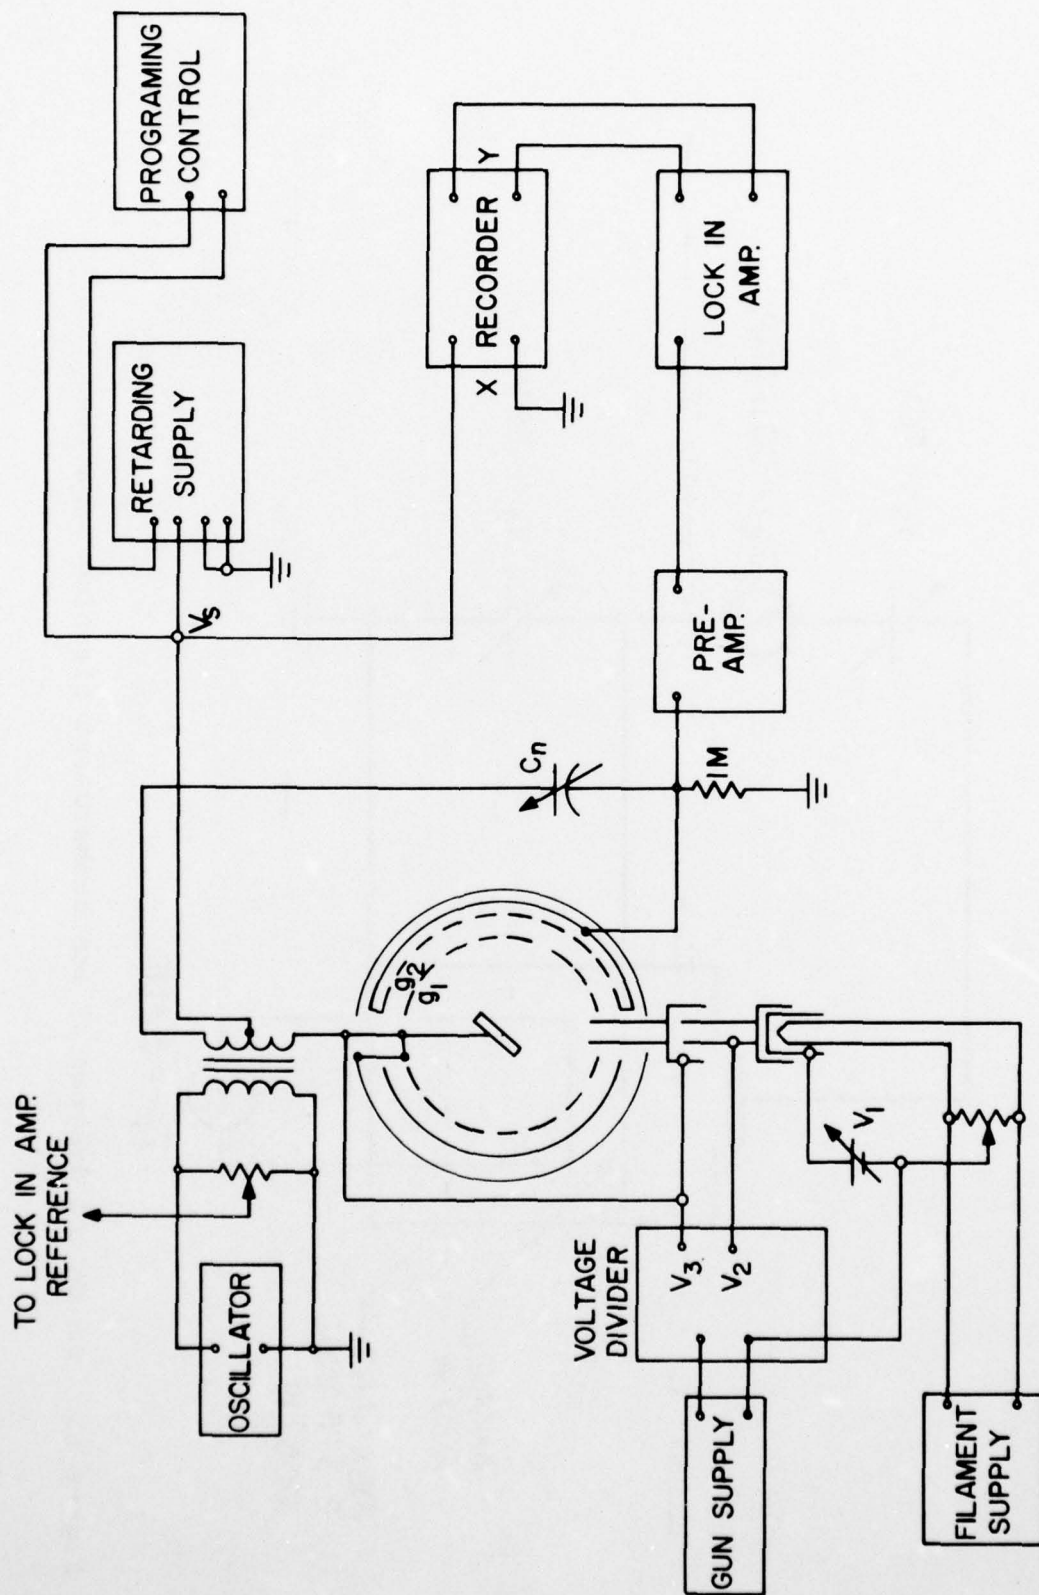 TO LOCK IN AMP.
REFERENCE
OSCILLATOR
PROGRAMING
CONTROL
RETARDING
SUPPLY
Vs
g2
g1
Cn
1M
X
RECORDER
Y
PRE-
AMP.
LOCK IN
AMP.
VOLTAGE
DIVIDER
V3
V2
V1
GUN SUPPLY
FILAMENT
SUPPLY